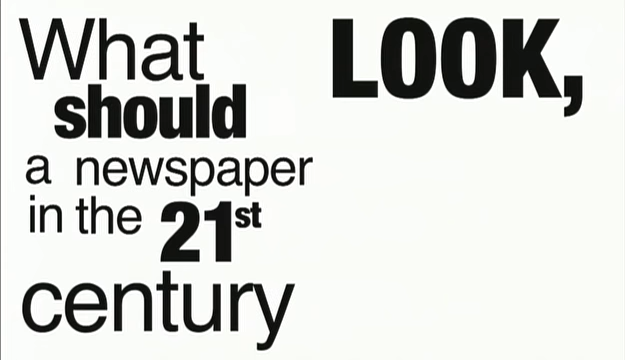 What
should
a newspaper
in the 21st
century
LOOK,